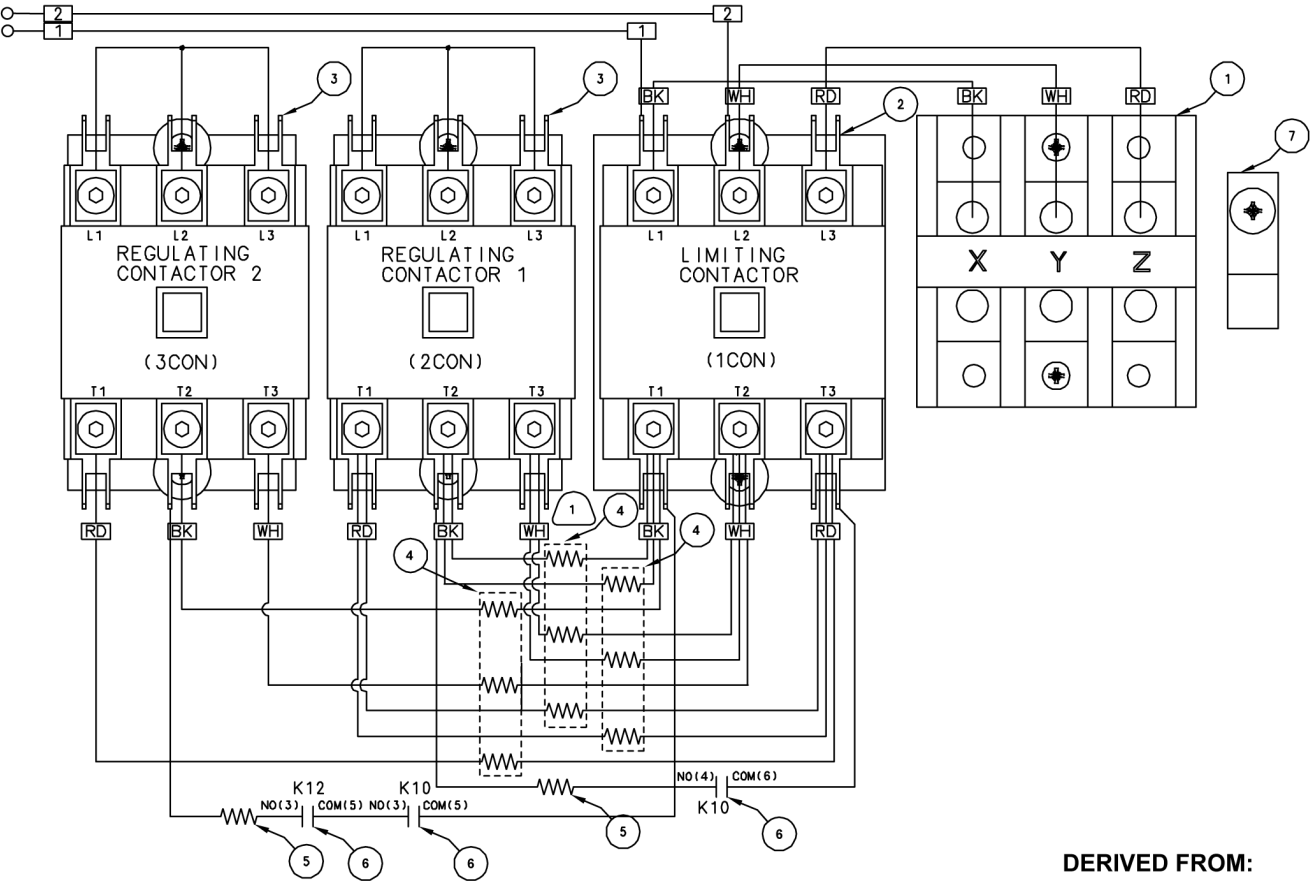 2
1
2
1
3
3
2
1
7
BK
WH
RD
BK
WH
RD
L1 L2 L3
REGULATING
CONTACTOR 2
(3CON)
T1 T2 T3
L1 L2 L3
REGULATING
CONTACTOR 1
(2CON)
T1 T2 T3
L1 L2 L3
LIMITING
CONTACTOR
(1CON)
T1 T2 T3
X Y Z
RD BK WH
RD BK WH
BK WH RD
1
4
4
4
K12
NO(3) COM(5)
K10
NO(3) COM(5)
NO(4) COM(6)
K10
5
6
6
5
6
DERIVED FROM: